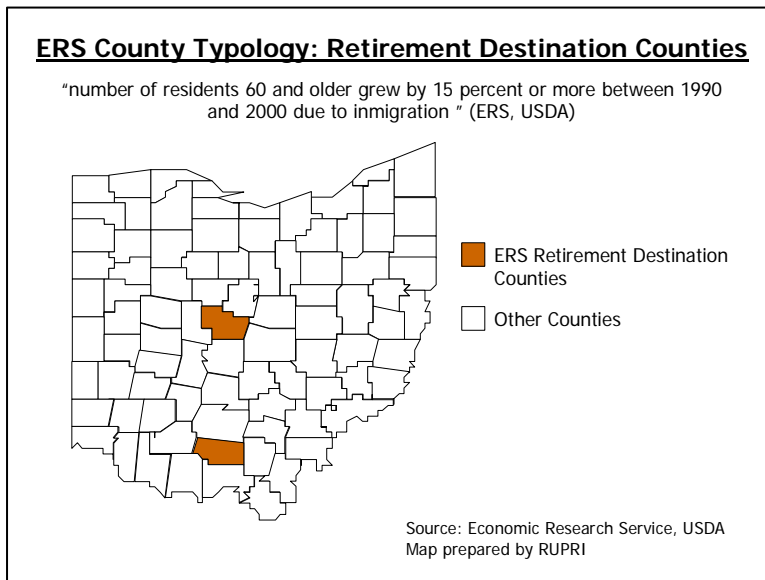 ERS County Typology: Retirement Destination Counties
"number of residents 60 and older grew by 15 percent or more between 1990
and 2000 due to inmigration " (ERS, USDA)
ERS Retirement Destination
Counties
Other Counties
Source: Economic Research Service, USDA
Map prepared by RUPRI